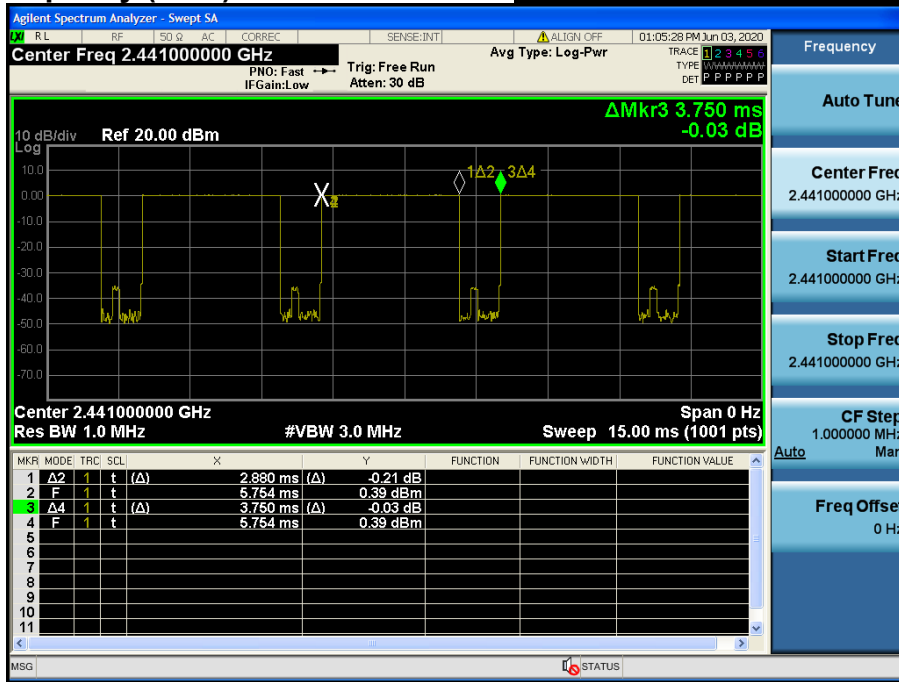 Agilent Spectrum Analyzer - Swept SA
LXI RL RF 50 Ω AC CORREC SENSE:INT ALIGN OFF 01:05:28 PM Jun 03, 2020
Center Freq 2.441000000 GHz
PNO: Fast
IFGain:Low
Trig: Free Run
Atten: 30 dB
Avg Type: Log-Pwr
TRACE 1 2 3 4 5 6
TYPE
DET P P P P P P
ΔMkr3 3.750 ms
-0.03 dB
10 dB/div Ref 20.00 dBm
Log
10.0
0.00
-10.0
-20.0
-30.0
-40.0
-50.0
-60.0
-70.0
X
1Δ2 3Δ4
Center 2.441000000 GHz Span 0 Hz
Res BW 1.0 MHz #VBW 3.0 MHz Sweep 15.00 ms (1001 pts)
MKR MODE TRC SCL X Y FUNCTION FUNCTION WIDTH FUNCTION VALUE
1 Δ2 1 t (Δ) 2.880 ms (Δ) -0.21 dB
2 F 1 t 5.754 ms 0.39 dBm
3 Δ4 1 t (Δ) 3.750 ms (Δ) -0.03 dB
4 F 1 t 5.754 ms 0.39 dBm
5
6
7
8
9
10
11
MSG STATUS
Frequency
Auto Tune
Center Freq
2.441000000 GHz
Start Freq
2.441000000 GHz
Stop Freq
2.441000000 GHz
CF Step
1.000000 MHz
Auto Man
Freq Offset
0 Hz